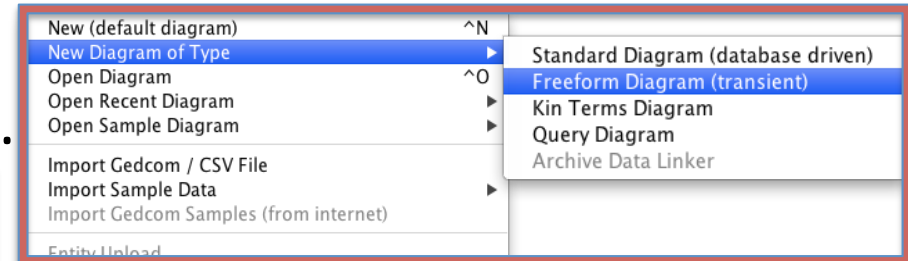 New (default diagram) ^N
New Diagram of Type
Open Diagram ^O
Open Recent Diagram
Open Sample Diagram
Import Gedcom / CSV File
Import Sample Data
Import Gedcom Samples (from internet)
Entity Upload
Standard Diagram (database driven)
Freeform Diagram (transient)
Kin Terms Diagram
Query Diagram
Archive Data Linker